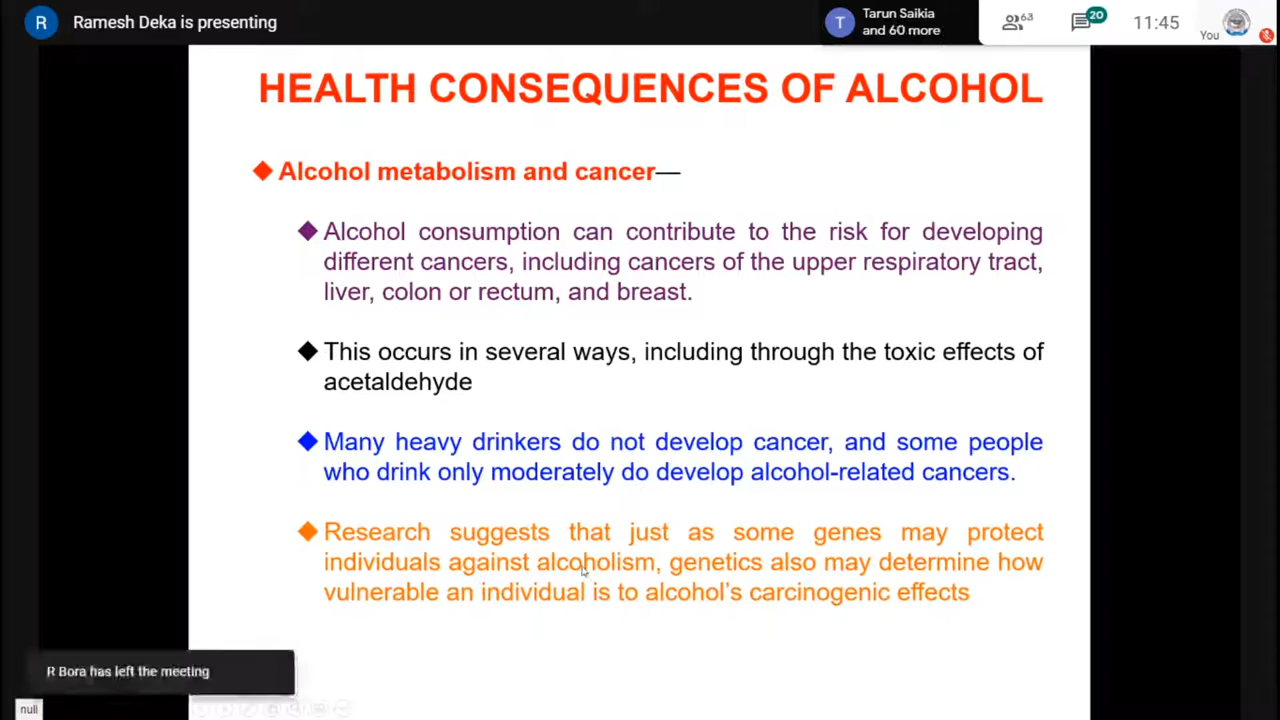 R Ramesh Deka is presenting
T Tarun Saikia
and 60 more
63
20
11:45
You
HEALTH CONSEQUENCES OF ALCOHOL
Alcohol metabolism and cancer—
Alcohol consumption can contribute to the risk for developing
different cancers, including cancers of the upper respiratory tract,
liver, colon or rectum, and breast.
This occurs in several ways, including through the toxic effects of
acetaldehyde
Many heavy drinkers do not develop cancer, and some people
who drink only moderately do develop alcohol-related cancers.
Research suggests that just as some genes may protect
individuals against alcoholism, genetics also may determine how
vulnerable an individual is to alcohol's carcinogenic effects
R Bora has left the meeting
null